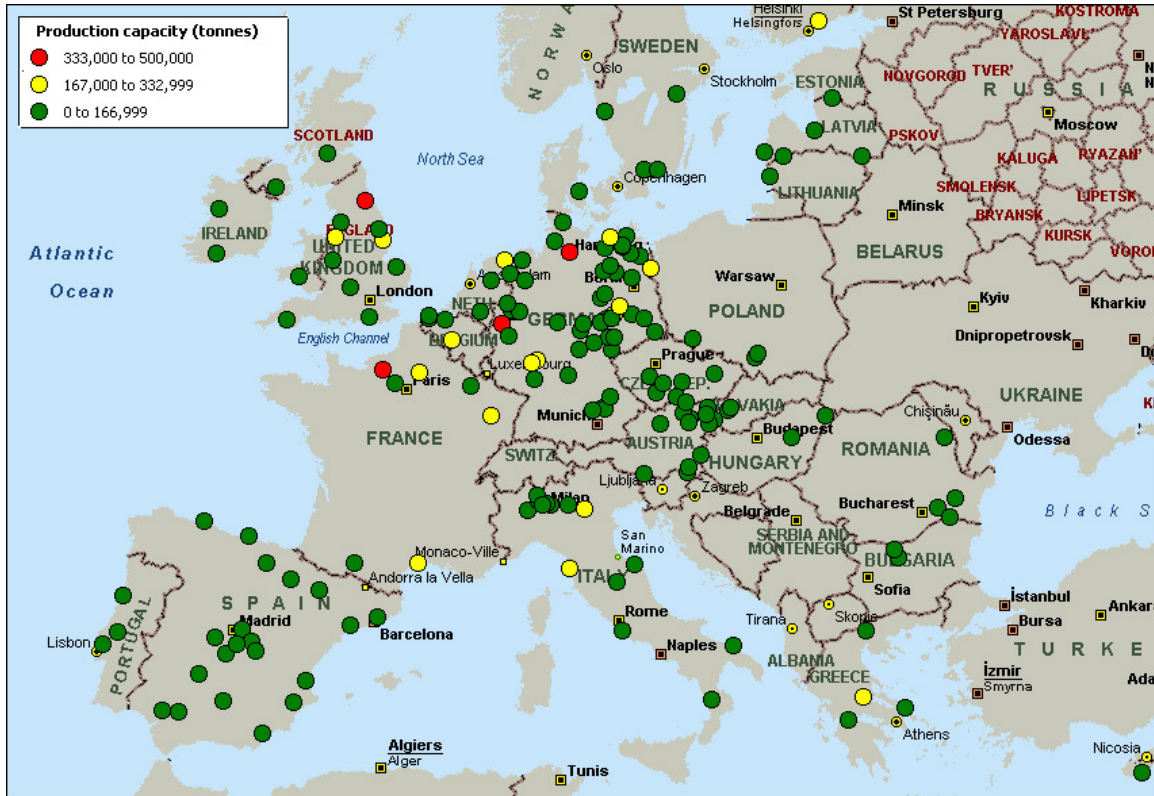 Production capacity (tonnes)
333,000 to 500,000
167,000 to 332,999
0 to 166,999
Helsinki
Helsingfors
St Petersburg
KOSTROMA
YAROSLAVL
NORWAY
SWEDEN
Oslo
Stockholm
ESTONIA
NOVGOROD
TVER'
RUSSIA
Moscow
SCOTLAND
LATVIA
PSKOV
North Sea
Copenhagen
LITHUANIA
KALUGA
RYAZAN'
SMOLENSK
LIPETSK
BRYANSK
Minsk
KURSK
IRELAND
ENGLAND
UNITED
KINGDOM
BELARUS
Atlantic
Ocean
Amsterdam
Warsaw
London
NETH.
POLAND
Kyiv
Kharkiv
English Channel
BELGIUM
Dnipropetrovsk
Luxembourg
Prague
Paris
UKRAINE
Munich
Chişinău
FRANCE
AUSTRIA
Budapest
Odessa
SWITZ.
HUNGARY
ROMANIA
Ljubljana
Zagreb
Milan
Belgrade
Bucharest
Black S
SERBIA AND
MONTENEGRO
San
Marino
Monaco-Ville
BULGARIA
Andorra la Vella
ITALY
Sofia
SPAIN
Madrid
Rome
Skopje
İstanbul
Ankara
PORTUGAL
Lisbon
Barcelona
Tirana
Bursa
Naples
TURKE
ALBANIA
GREECE
İzmir
Smyrna
Ada
Athens
Algiers
Alger
Tunis
Nicosia